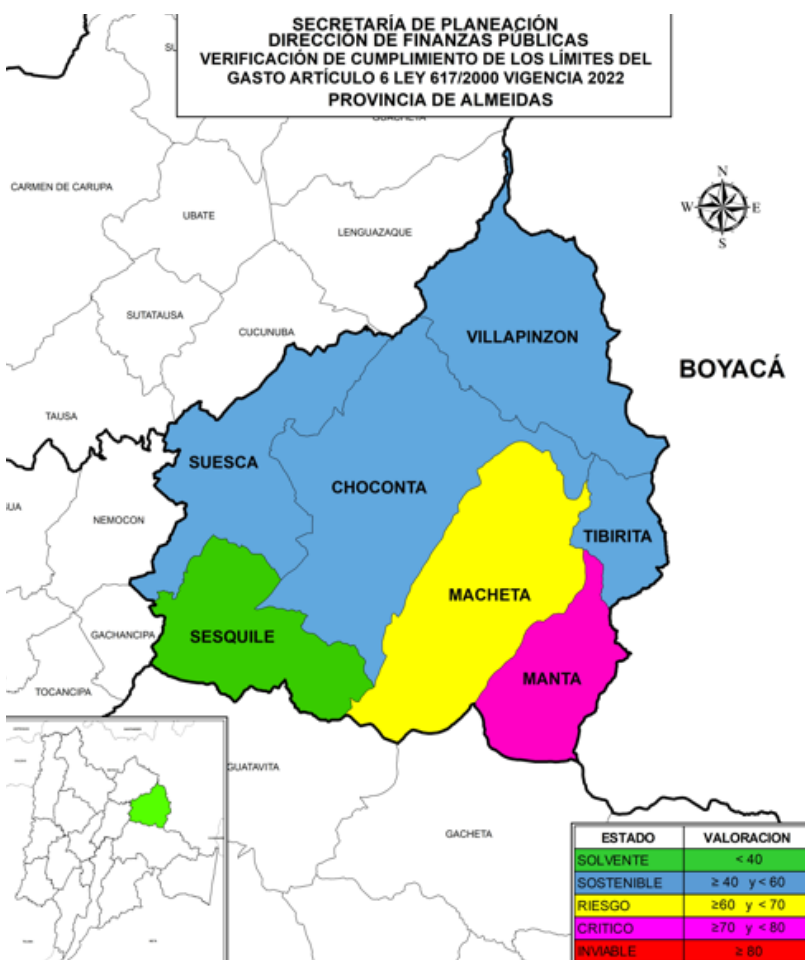 SECRETARÍA DE PLANEACIÓN
DIRECCIÓN DE FINANZAS PÚBLICAS
VERIFICACIÓN DE CUMPLIMIENTO DE LOS LÍMITES DEL
GASTO ARTÍCULO 6 LEY 617/2000 VIGENCIA 2022
PROVINCIA DE ALMEIDAS
SU
GUACHETA
CARMEN DE CARUPA
UBATE
LENGUAZAQUE
N
W E
S
SUTATAUSA
CUCUNUBA
VILLAPINZON
BOYACÁ
TAUSA
SUESCA
CHOCONTA
UA
NEMOCON
TIBIRITA
MACHETA
GACHANCIPA
SESQUILE
MANTA
TOCANCIPA
GUATAVITA
GACHETA
ESTADO VALORACION
SOLVENTE < 40
SOSTENIBLE ≥ 40 y < 60
RIESGO ≥60 y < 70
CRITICO ≥70 y < 80
INVIABLE ≥ 80